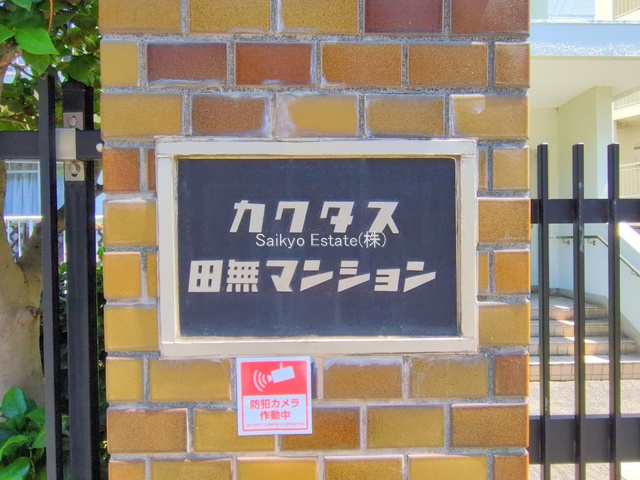 カクタス
Saikyo Estate(株)
田無マンション
防犯カメラ
作動中